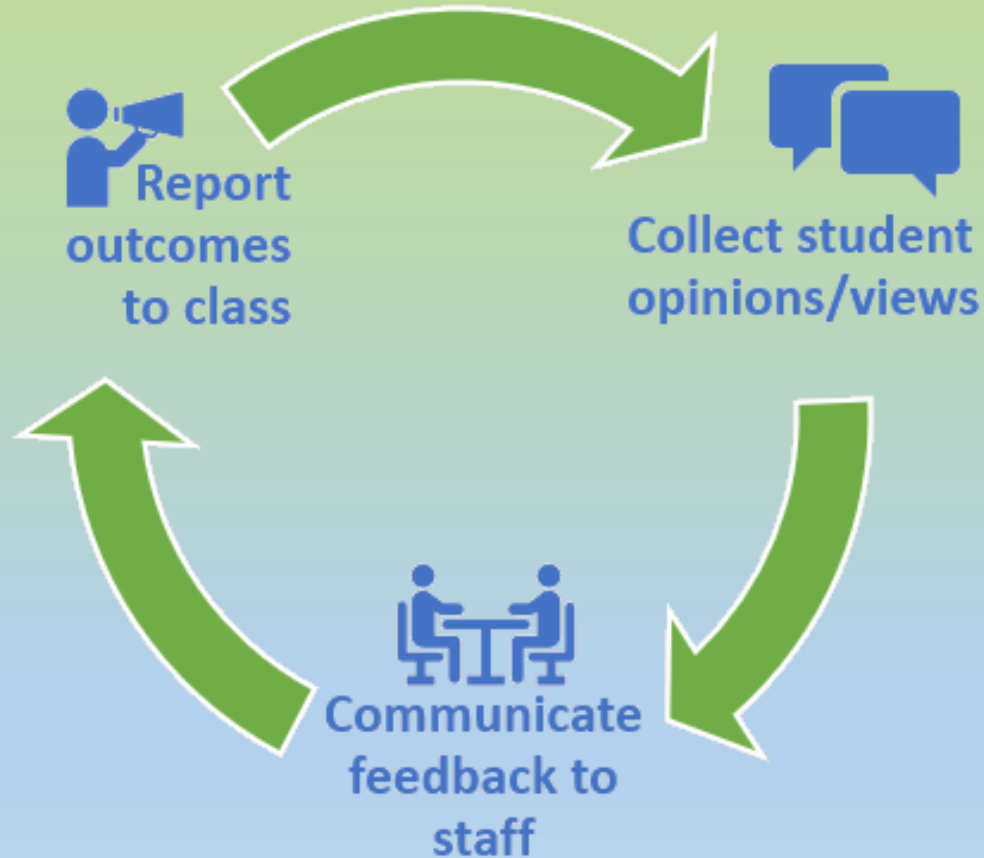 Report
outcomes
to class
Collect student
opinions/views
Communicate
feedback to
staff